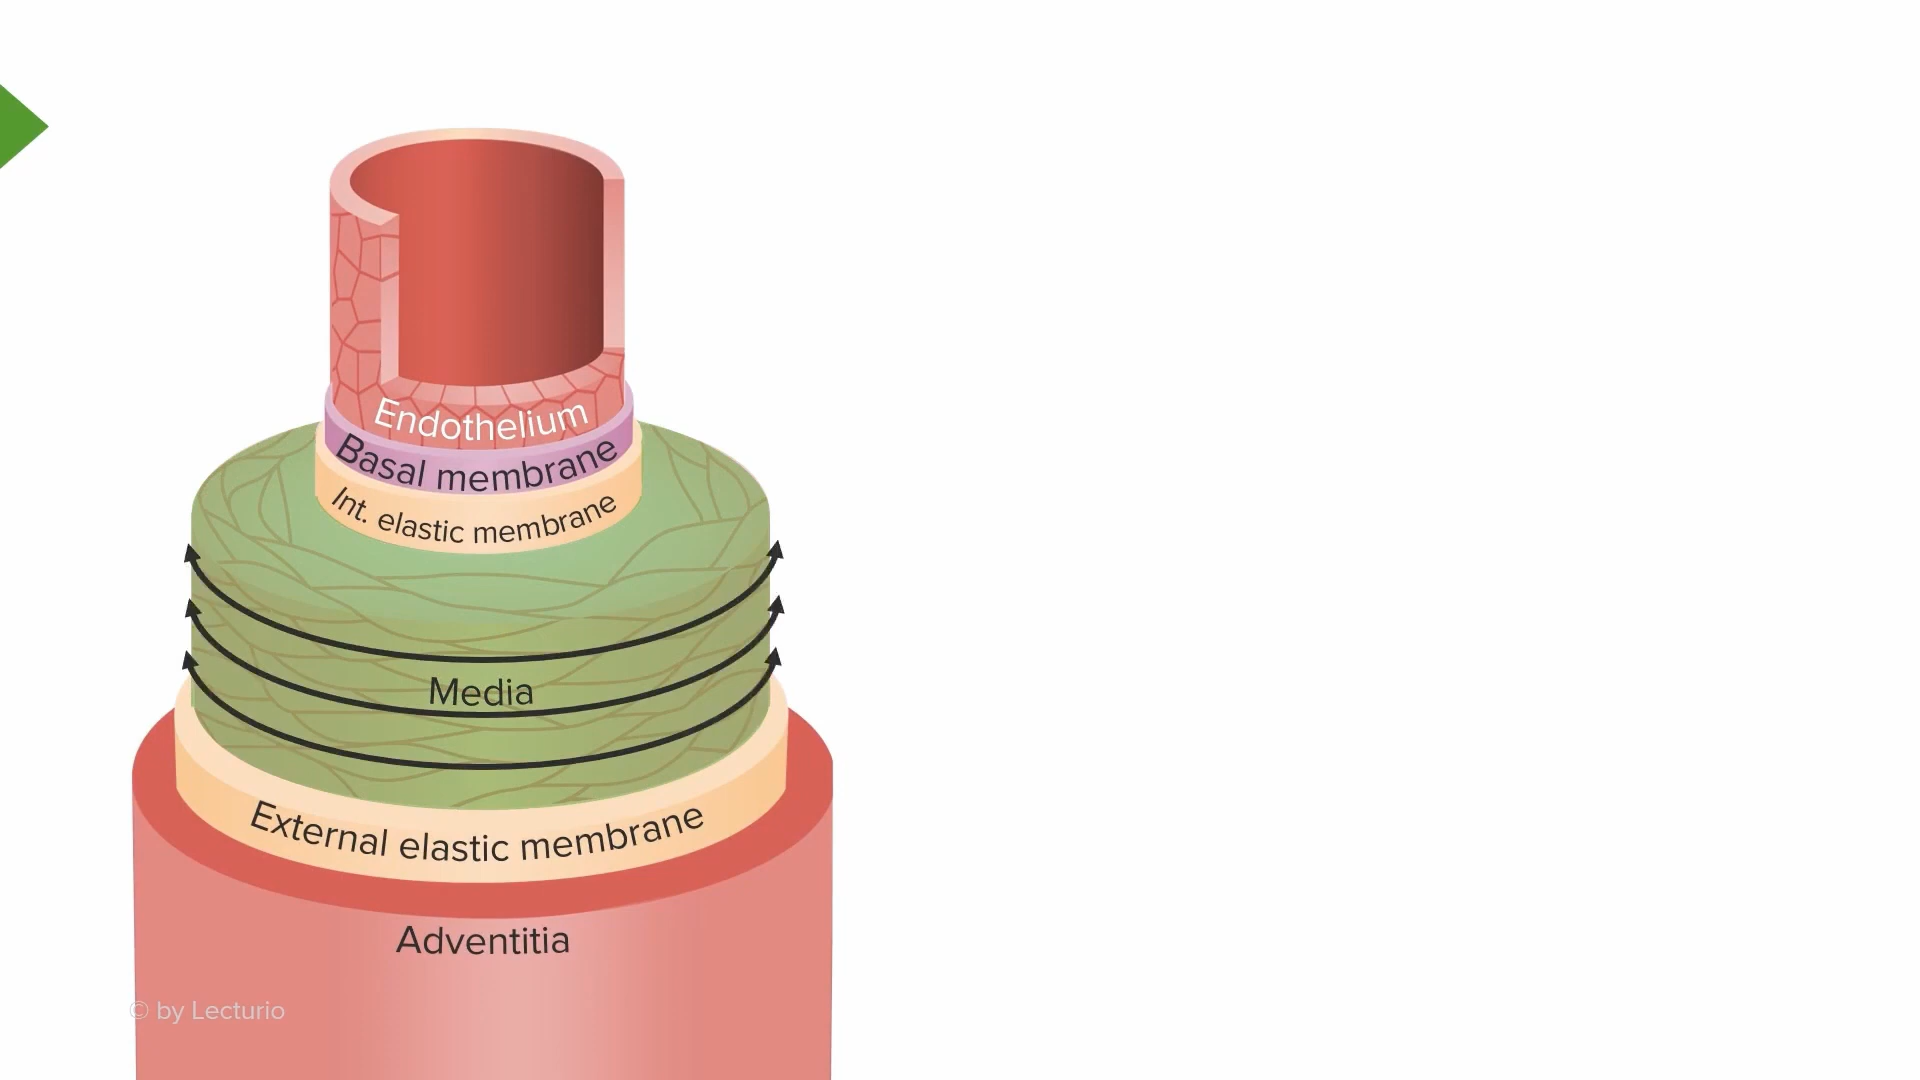 Endothelium
Basal membrane
Int. elastic membrane
Media
External elastic membrane
Adventitia
© by Lecturio